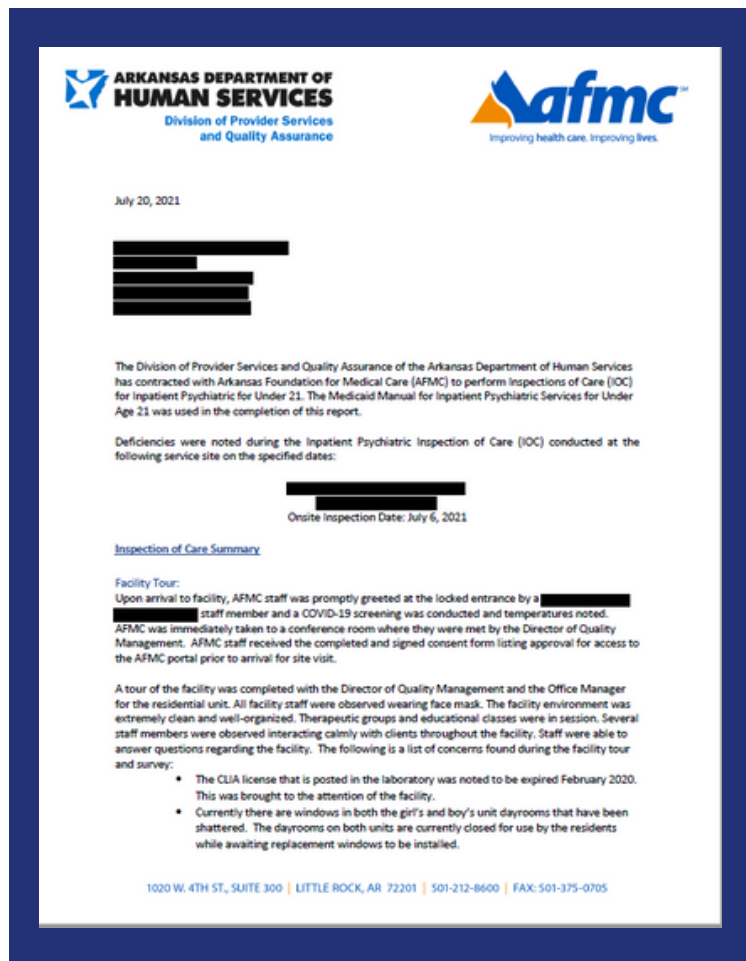 ARKANSAS DEPARTMENT OF
HUMAN SERVICES
Division of Provider Services
and Quality Assurance
afmc SM
Improving health care. Improving lives.
July 20, 2021
The Division of Provider Services and Quality Assurance of the Arkansas Department of Human Services
has contracted with Arkansas Foundation for Medical Care (AFMC) to perform Inspections of Care (IOC)
for Inpatient Psychiatric for Under 21. The Medicaid Manual for Inpatient Psychiatric Services for Under
Age 21 was used in the completion of this report.
Deficiencies were noted during the Inpatient Psychiatric Inspection of Care (IOC) conducted at the
following service site on the specified dates:
Onsite Inspection Date: July 6, 2021
Inspection of Care Summary
Facility Tour:
Upon arrival to facility, AFMC staff was promptly greeted at the locked entrance by a
staff member and a COVID-19 screening was conducted and temperatures noted.
AFMC was immediately taken to a conference room where they were met by the Director of Quality
Management. AFMC staff received the completed and signed consent form listing approval for access to
the AFMC portal prior to arrival for site visit.
A tour of the facility was completed with the Director of Quality Management and the Office Manager
for the residential unit. All facility staff were observed wearing face mask. The facility environment was
extremely clean and well-organized. Therapeutic groups and educational classes were in session. Several
staff members were observed interacting calmly with clients throughout the facility. Staff were able to
answer questions regarding the facility. The following is a list of concerns found during the facility tour
and survey:
• The CLIA license that is posted in the laboratory was noted to be expired February 2020.
This was brought to the attention of the facility.
• Currently there are windows in both the girl's and boy's unit dayrooms that have been
shattered. The dayrooms on both units are currently closed for use by the residents
while awaiting replacement windows to be installed.
1020 W. 4TH ST., SUITE 300 | LITTLE ROCK, AR 72201 | 501-212-8600 | FAX: 501-375-0705